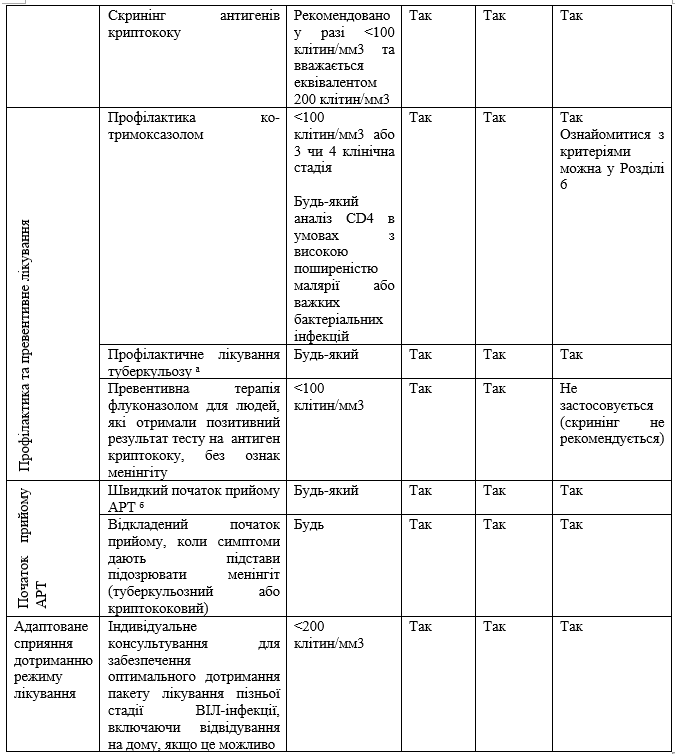 Скринінг антигенів
криптококу
Рекомендовано
у разі <100
клітин/мм3 та
вважається
еквівалентом
200 клітин/мм3
Так
Так
Так
Профілактика та превентивне лікування
Профілактика ко-
тримоксазолом
<100
клітин/мм3 або
3 чи 4 клінічна
стадія
Будь-який
аналіз CD4 в
умовах з
високою
поширеністю
малярії або
важких
бактеріальних
інфекцій
Так
Так
Так
Ознайомитися з
критеріями
можна у Розділі
6
Профілактичне лікування
туберкульозу ª
Будь-який
Так
Так
Так
Превентивна терапія
флуконазолом для людей,
які отримали позитивний
результат тесту на антиген
криптококу, без ознак
менінгіту
<100
клітин/мм3
Так
Так
Не
застосовується
(скринінг не
рекомендується)
Початок прийому
АРТ
Швидкий початок прийому
АРТ ᵟ
Будь-який
Так
Так
Так
Відкладений початок
прийому, коли симптоми
дають підстави
підозрювати менінгіт
(туберкульозний або
криптококовий)
Будь
Так
Так
Так
Адаптоване
сприяння
дотриманню
режиму
лікування
Індивідуальне
консультування для
забезпечення
оптимального дотримання
пакету лікування пізньої
стадії ВІЛ-інфекції,
включаючи відвідування
на дому, якщо це можливо
<200
клітин/мм3
Так
Так
Так